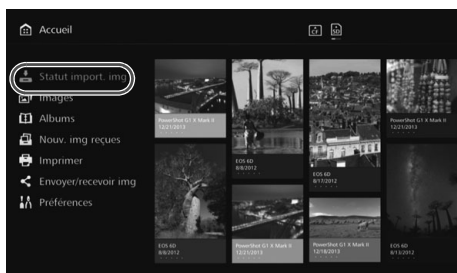 Accueil
CF
SD
Statut import. img
Images
Albums
Nouv. img reçues
Imprimer
Envoyer/recevoir img
Préférences
PowerShot G1 X Mark II
12/21/2013
EOS 6D
8/8/2012
EOS 6D
8/17/2012
PowerShot G1 X Mark II
12/21/2013
EOS 6D
8/8/2012
PowerShot G1 X Mark II
12/21/2013
PowerShot G1 X Mark II
12/18/2013
EOS 6D
8/13/2012